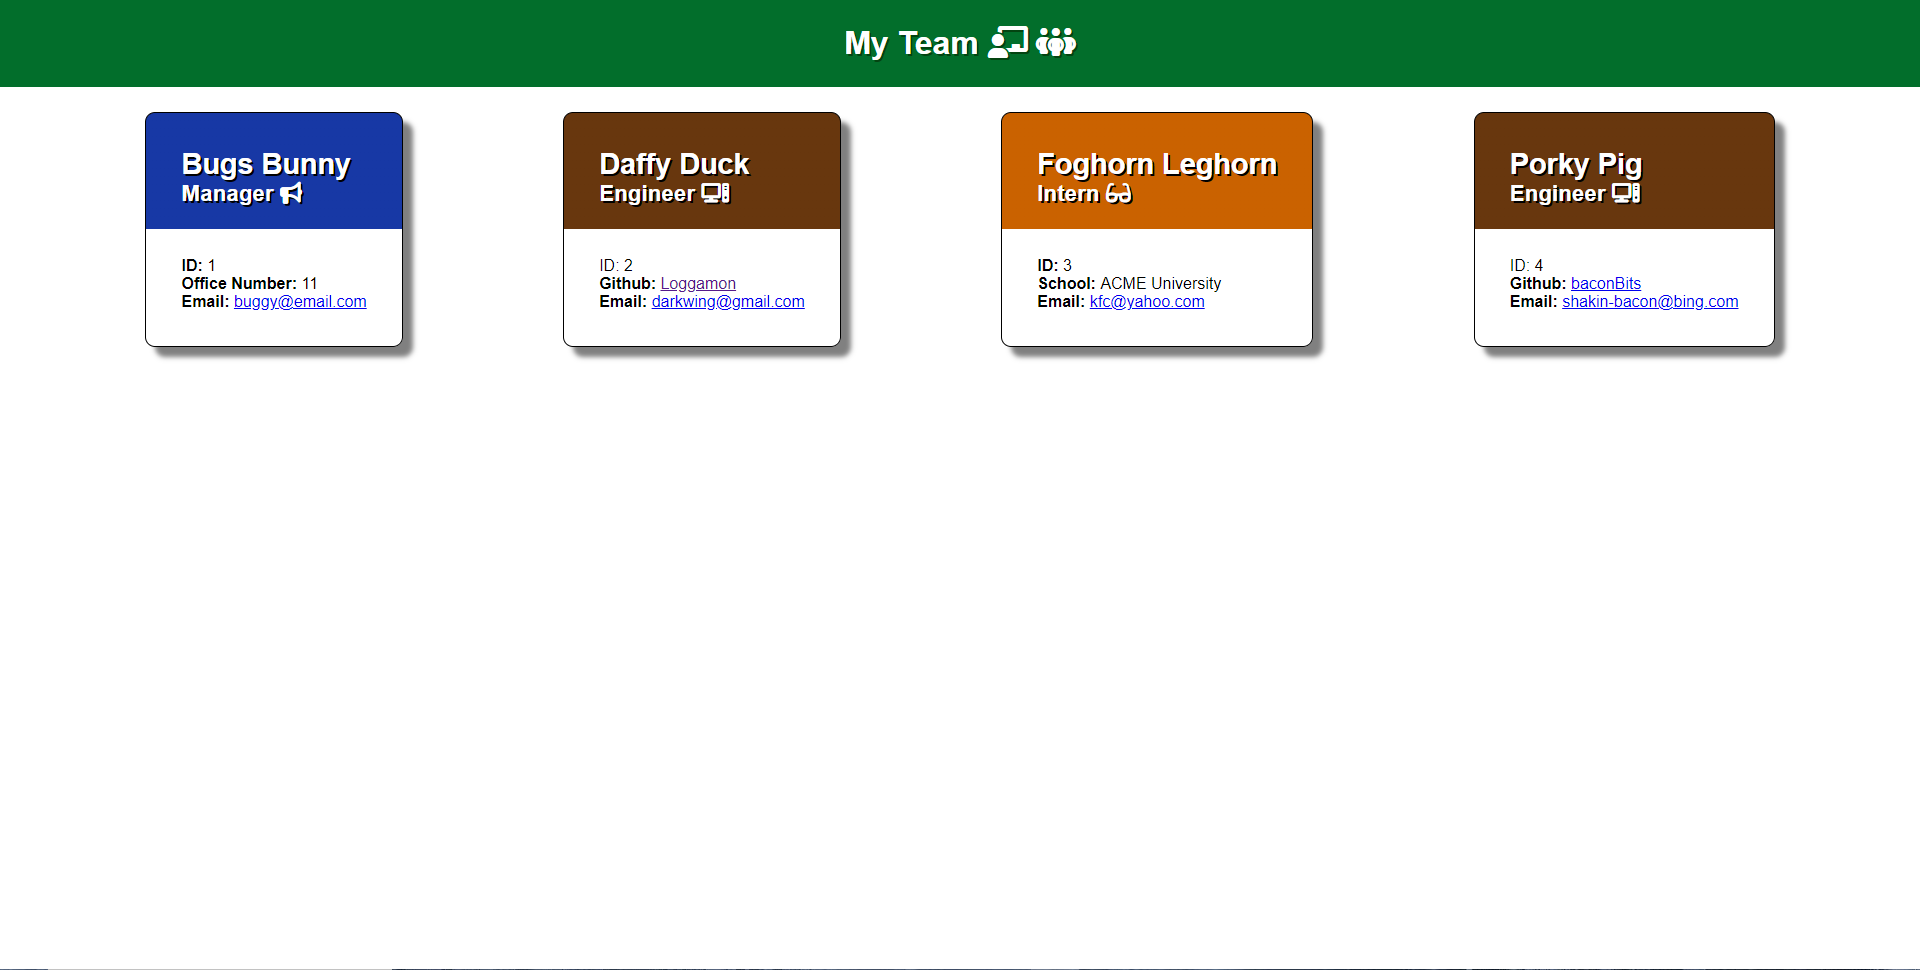 My Team
Bugs Bunny
Manager
ID: 1
Office Number: 11
Email: buggy@email.com
Daffy Duck
Engineer
ID: 2
Github: Loggamon
Email: darkwing@gmail.com
Foghorn Leghorn
Intern
ID: 3
School: ACME University
Email: kfc@yahoo.com
Porky Pig
Engineer
ID: 4
Github: baconBits
Email: shakin-bacon@bing.com